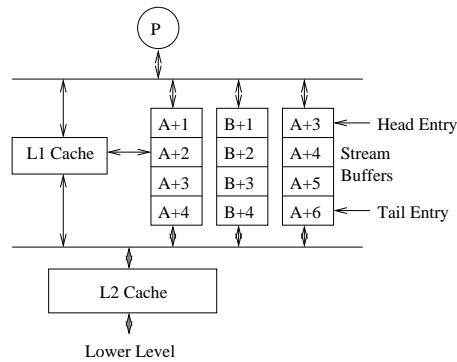 P
A+1 B+1 A+3 Head Entry
L1 Cache A+2 B+2 A+4 Stream
Buffers
A+3 B+3 A+5
A+4 B+4 A+6 Tail Entry
L2 Cache
Lower Level